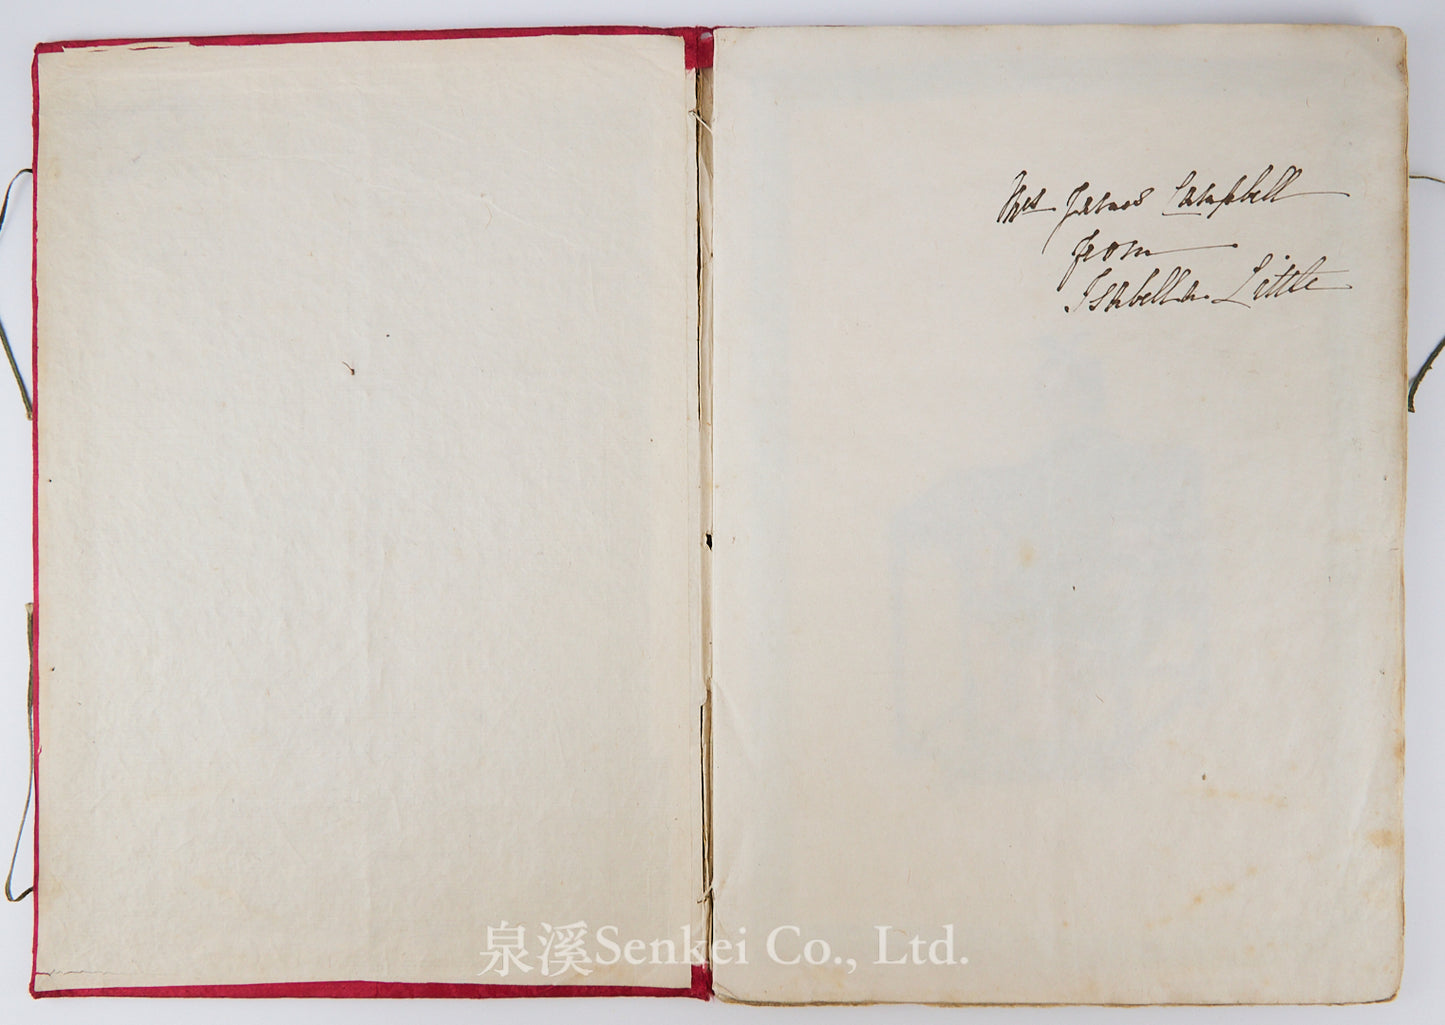 Mrs James Campbell
from
Isabella Little
泉溪Senkei Co., Ltd.